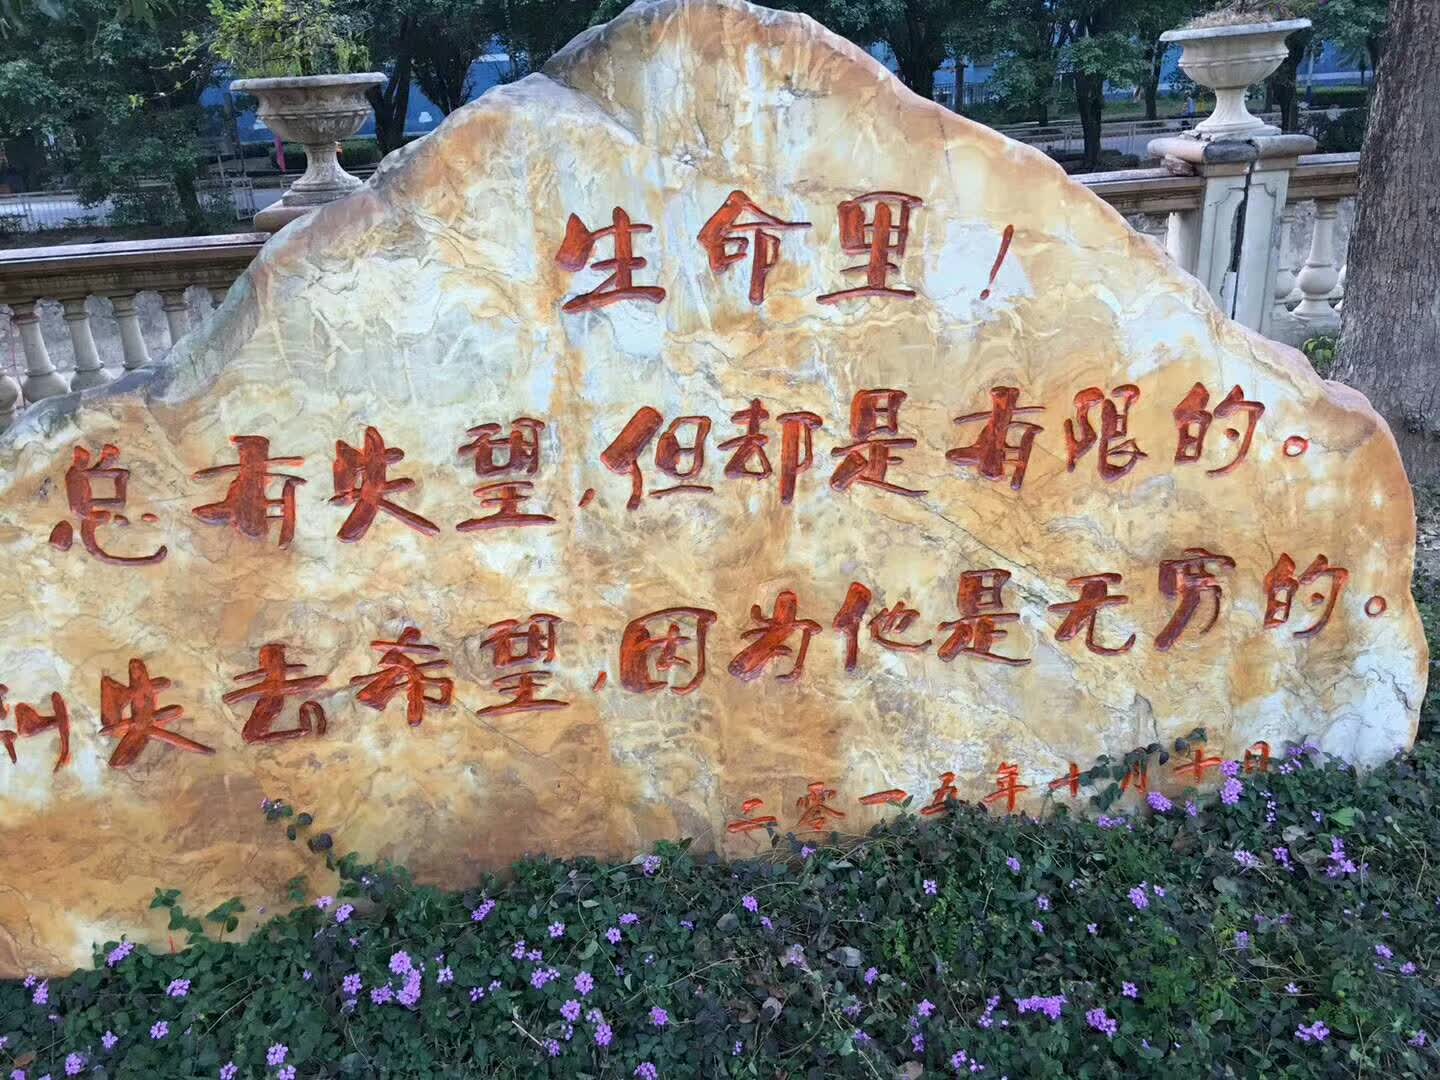 生命里！
总有失望，但却是有限的。
别失去希望，因为他是无穷的。
二零一五年十月十日